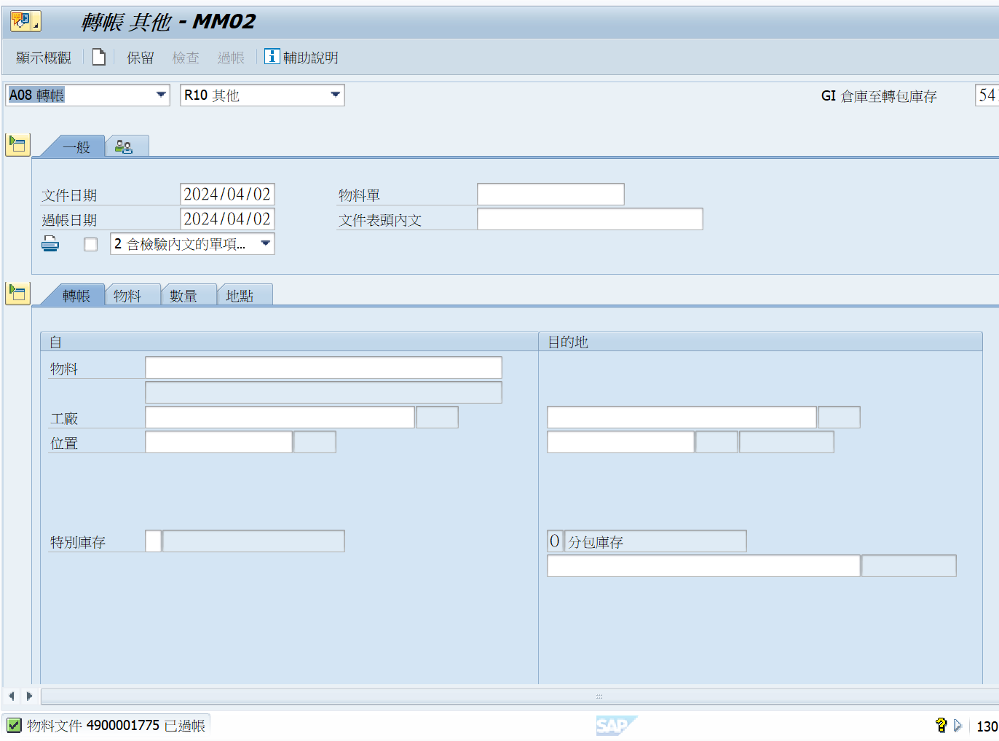 轉帳 其他 - MM02
顯示概觀 保留 檢查 過帳 輔助說明
A08 轉帳 R10 其他 GI 倉庫至轉包庫存 541
一般
文件日期 2024/04/02 物料單
過帳日期 2024/04/02 文件表頭內文
2 含檢驗內文的單項...
轉帳 物料 數量 地點
自 目的地
物料
工廠
位置
特別庫存 O 分包庫存
物料文件 4900001775 已過帳 SAP 130